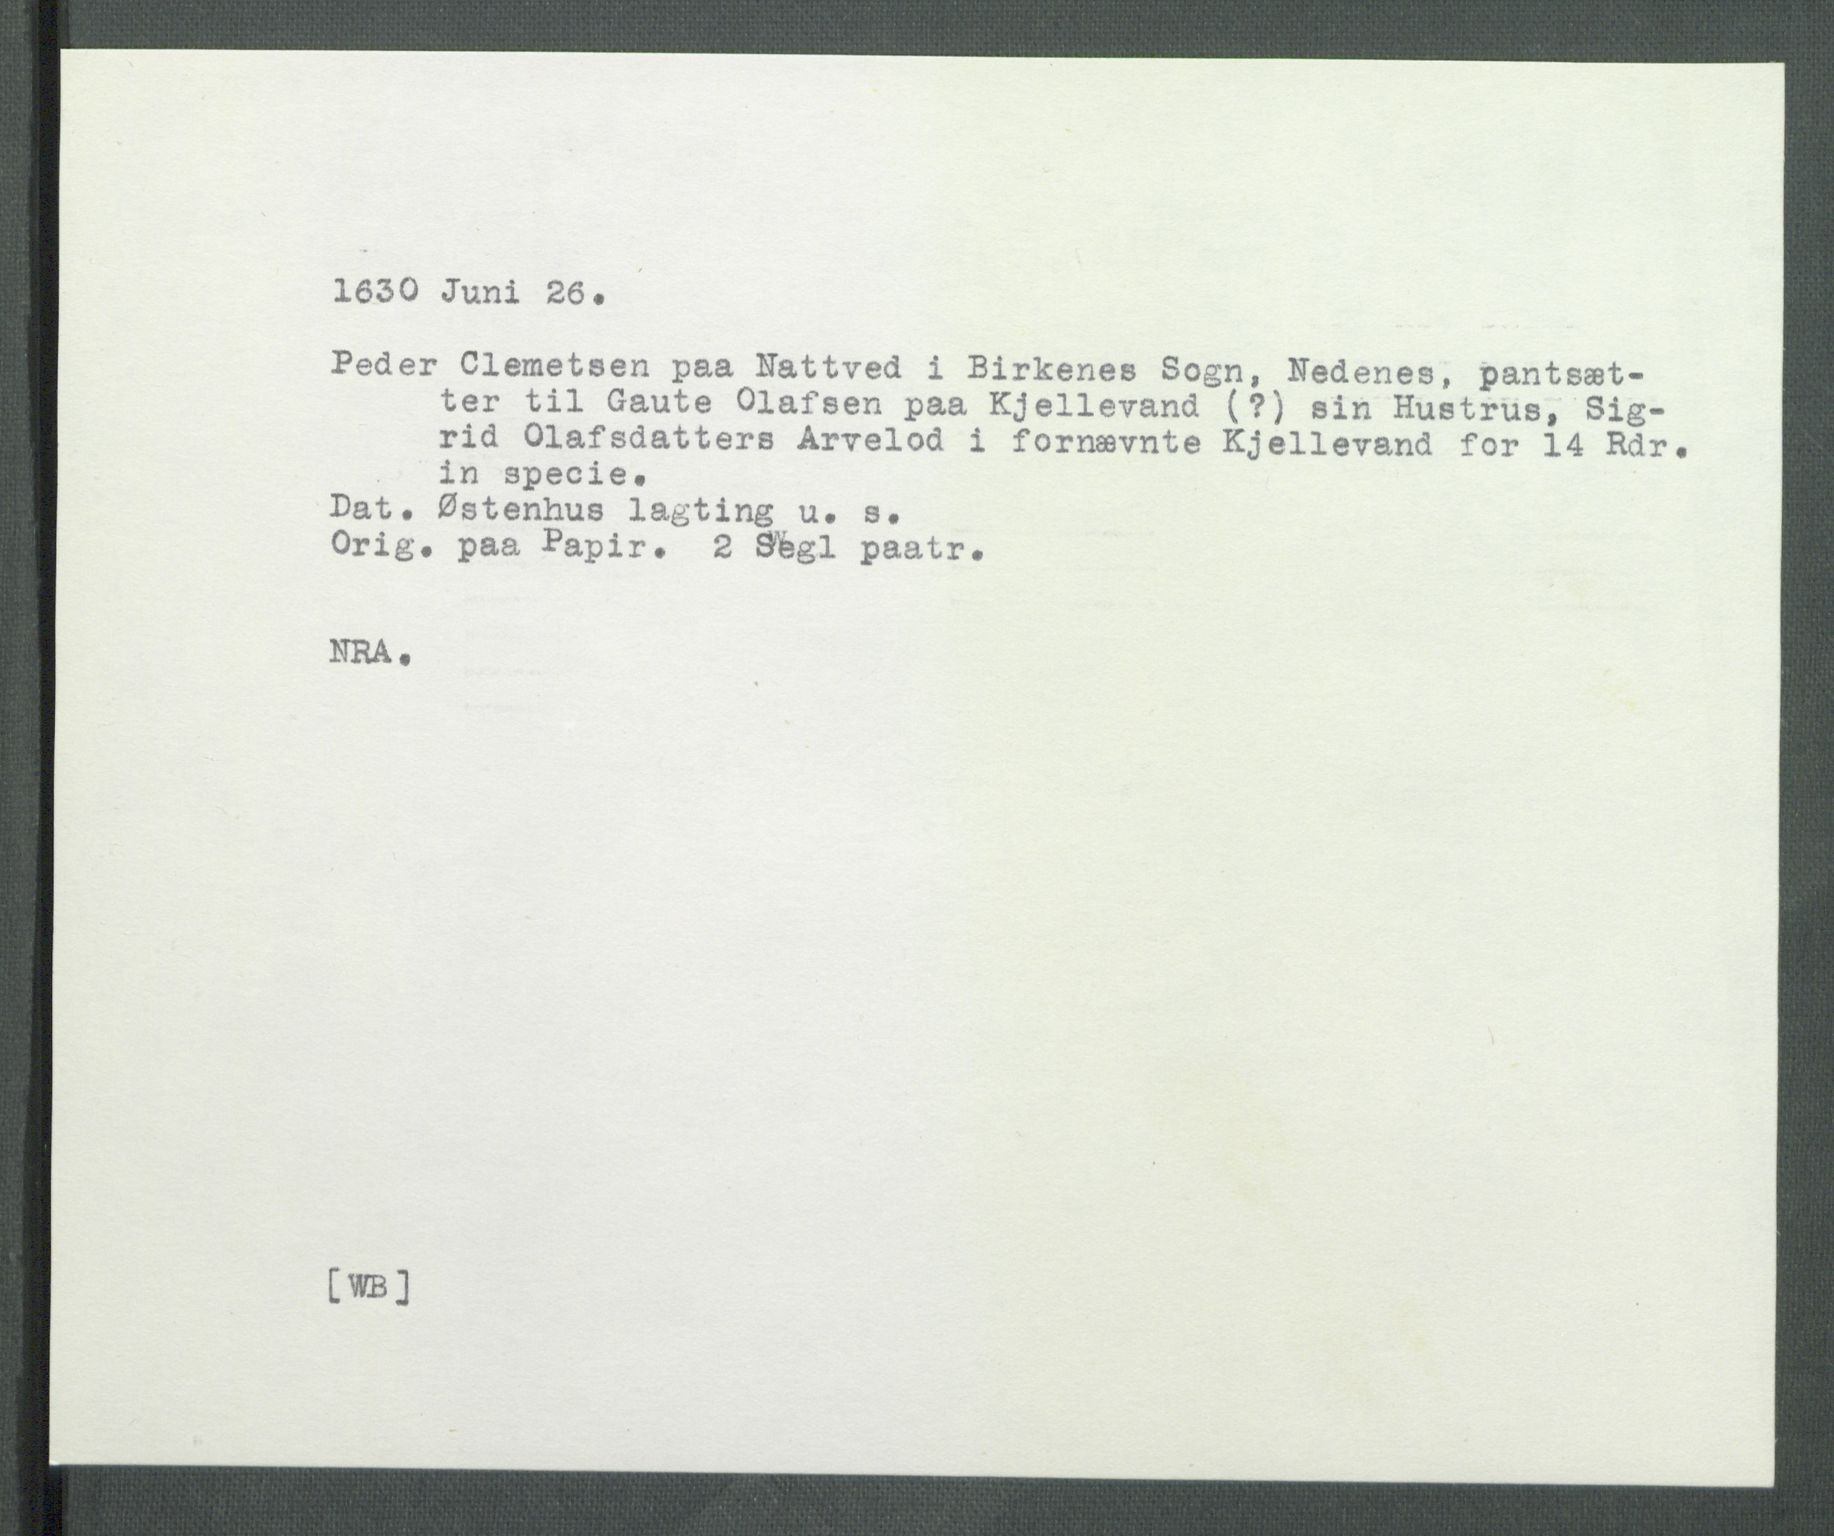 1630 Juni 26.
Peder Clemetsen paa Nattved i Birkenes Sogn, Nedenes, pantsæt-
ter til Gaute Olafsen paa Kjellevand (?) sin Hustrus, Sig-
rid Olafsdatters Arvelod i fornævnte Kjellevand for 14 Rdr.
in specie.
Dat. Østenhus lagting u. s.
Orig. paa Papir. 2 Segl paatr.
NRA.
[WB]